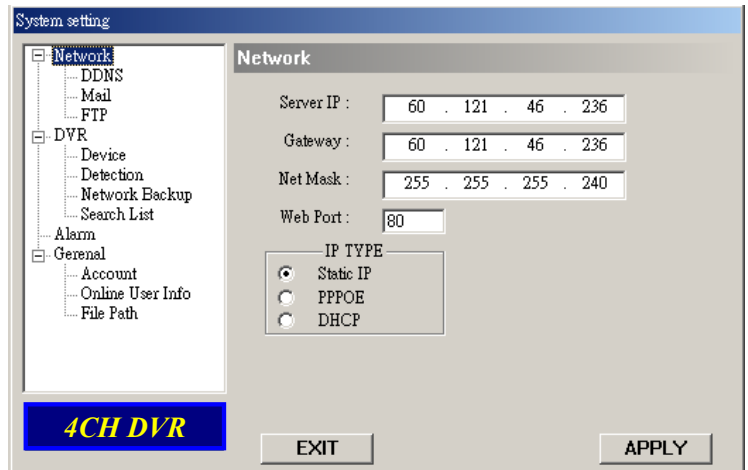 System setting
Network
DDNS
Mail
FTP
DVR
Device
Detection
Network Backup
Search List
Alarm
Gerenal
Account
Online User Info
File Path
4CH DVR
Network
Server IP : 60 . 121 . 46 . 236
Gateway : 60 . 121 . 46 . 236
Net Mask : 255 . 255 . 255 . 240
Web Port : 80
IP TYPE
Static IP
PPPOE
DHCP
EXIT
APPLY